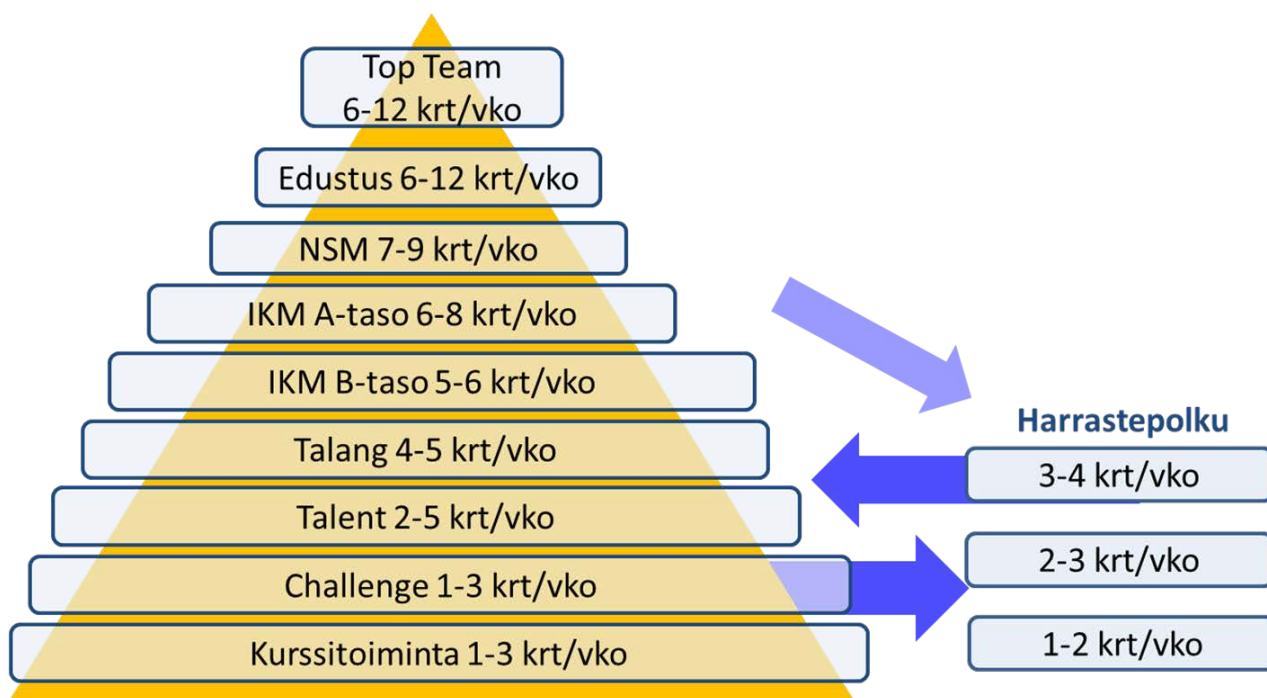 Top Team
6-12 krt/vko
Edustus 6-12 krt/vko
NSM 7-9 krt/vko
IKM A-taso 6-8 krt/vko
IKM B-taso 5-6 krt/vko
Talang 4-5 krt/vko
Talent 2-5 krt/vko
Challenge 1-3 krt/vko
Kurssitoiminta 1-3 krt/vko
Harrastepolku
3-4 krt/vko
2-3 krt/vko
1-2 krt/vko